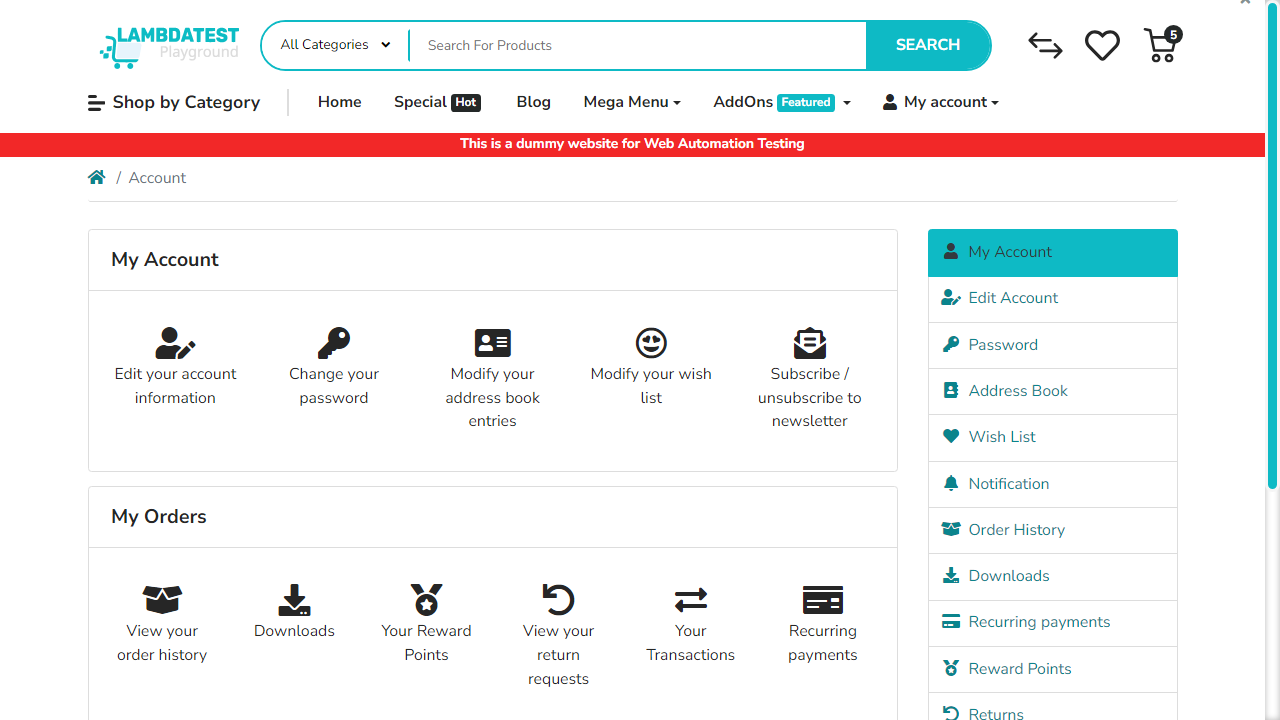 LAMBDATEST
Playground
All Categories
Search For Products
SEARCH
5
Shop by Category
Home
Special Hot
Blog
Mega Menu
AddOns Featured
My account
This is a dummy website for Web Automation Testing
/ Account
My Account
Edit your account
information
Change your
password
Modify your
address book
entries
Modify your wish
list
Subscribe /
unsubscribe to
newsletter
My Orders
View your
order history
Downloads
Your Reward
Points
View your
return
requests
Your
Transactions
Recurring
payments
My Account
Edit Account
Password
Address Book
Wish List
Notification
Order History
Downloads
Recurring payments
Reward Points
Returns